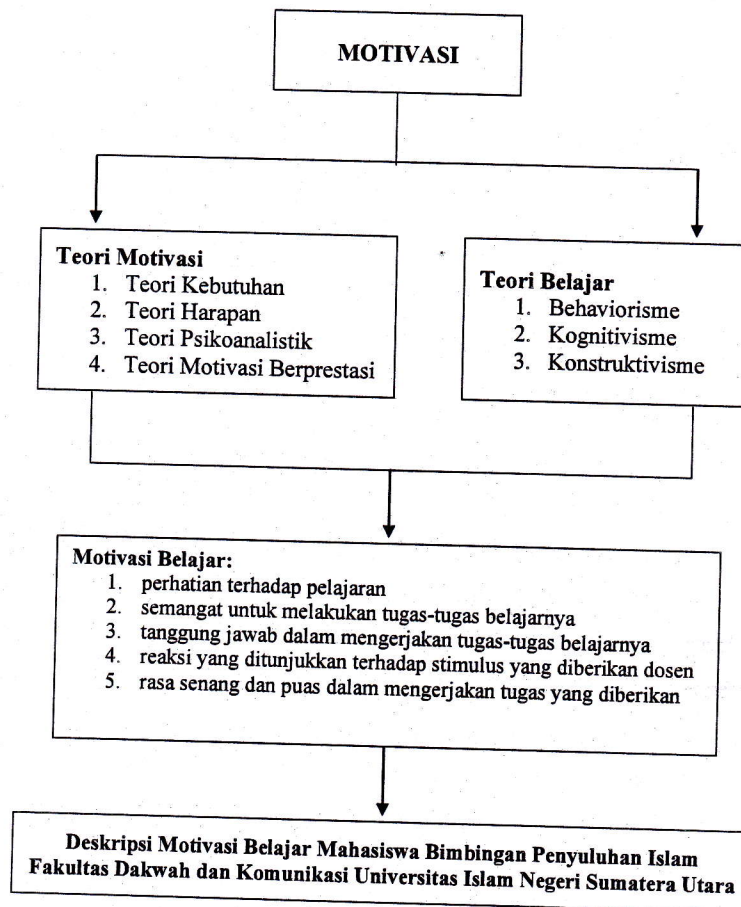 MOTIVASI
Teori Motivasi
1. Teori Kebutuhan
2. Teori Harapan
3. Teori Psikoanalistik
4. Teori Motivasi Berprestasi
Teori Belajar
1. Behaviorisme
2. Kognitivisme
3. Konstruktivisme
Motivasi Belajar:
1. perhatian terhadap pelajaran
2. semangat untuk melakukan tugas-tugas belajarnya
3. tanggung jawab dalam mengerjakan tugas-tugas belajarnya
4. reaksi yang ditunjukkan terhadap stimulus yang diberikan dosen
5. rasa senang dan puas dalam mengerjakan tugas yang diberikan
Deskripsi Motivasi Belajar Mahasiswa Bimbingan Penyuluhan Islam
Fakultas Dakwah dan Komunikasi Universitas Islam Negeri Sumatera Utara